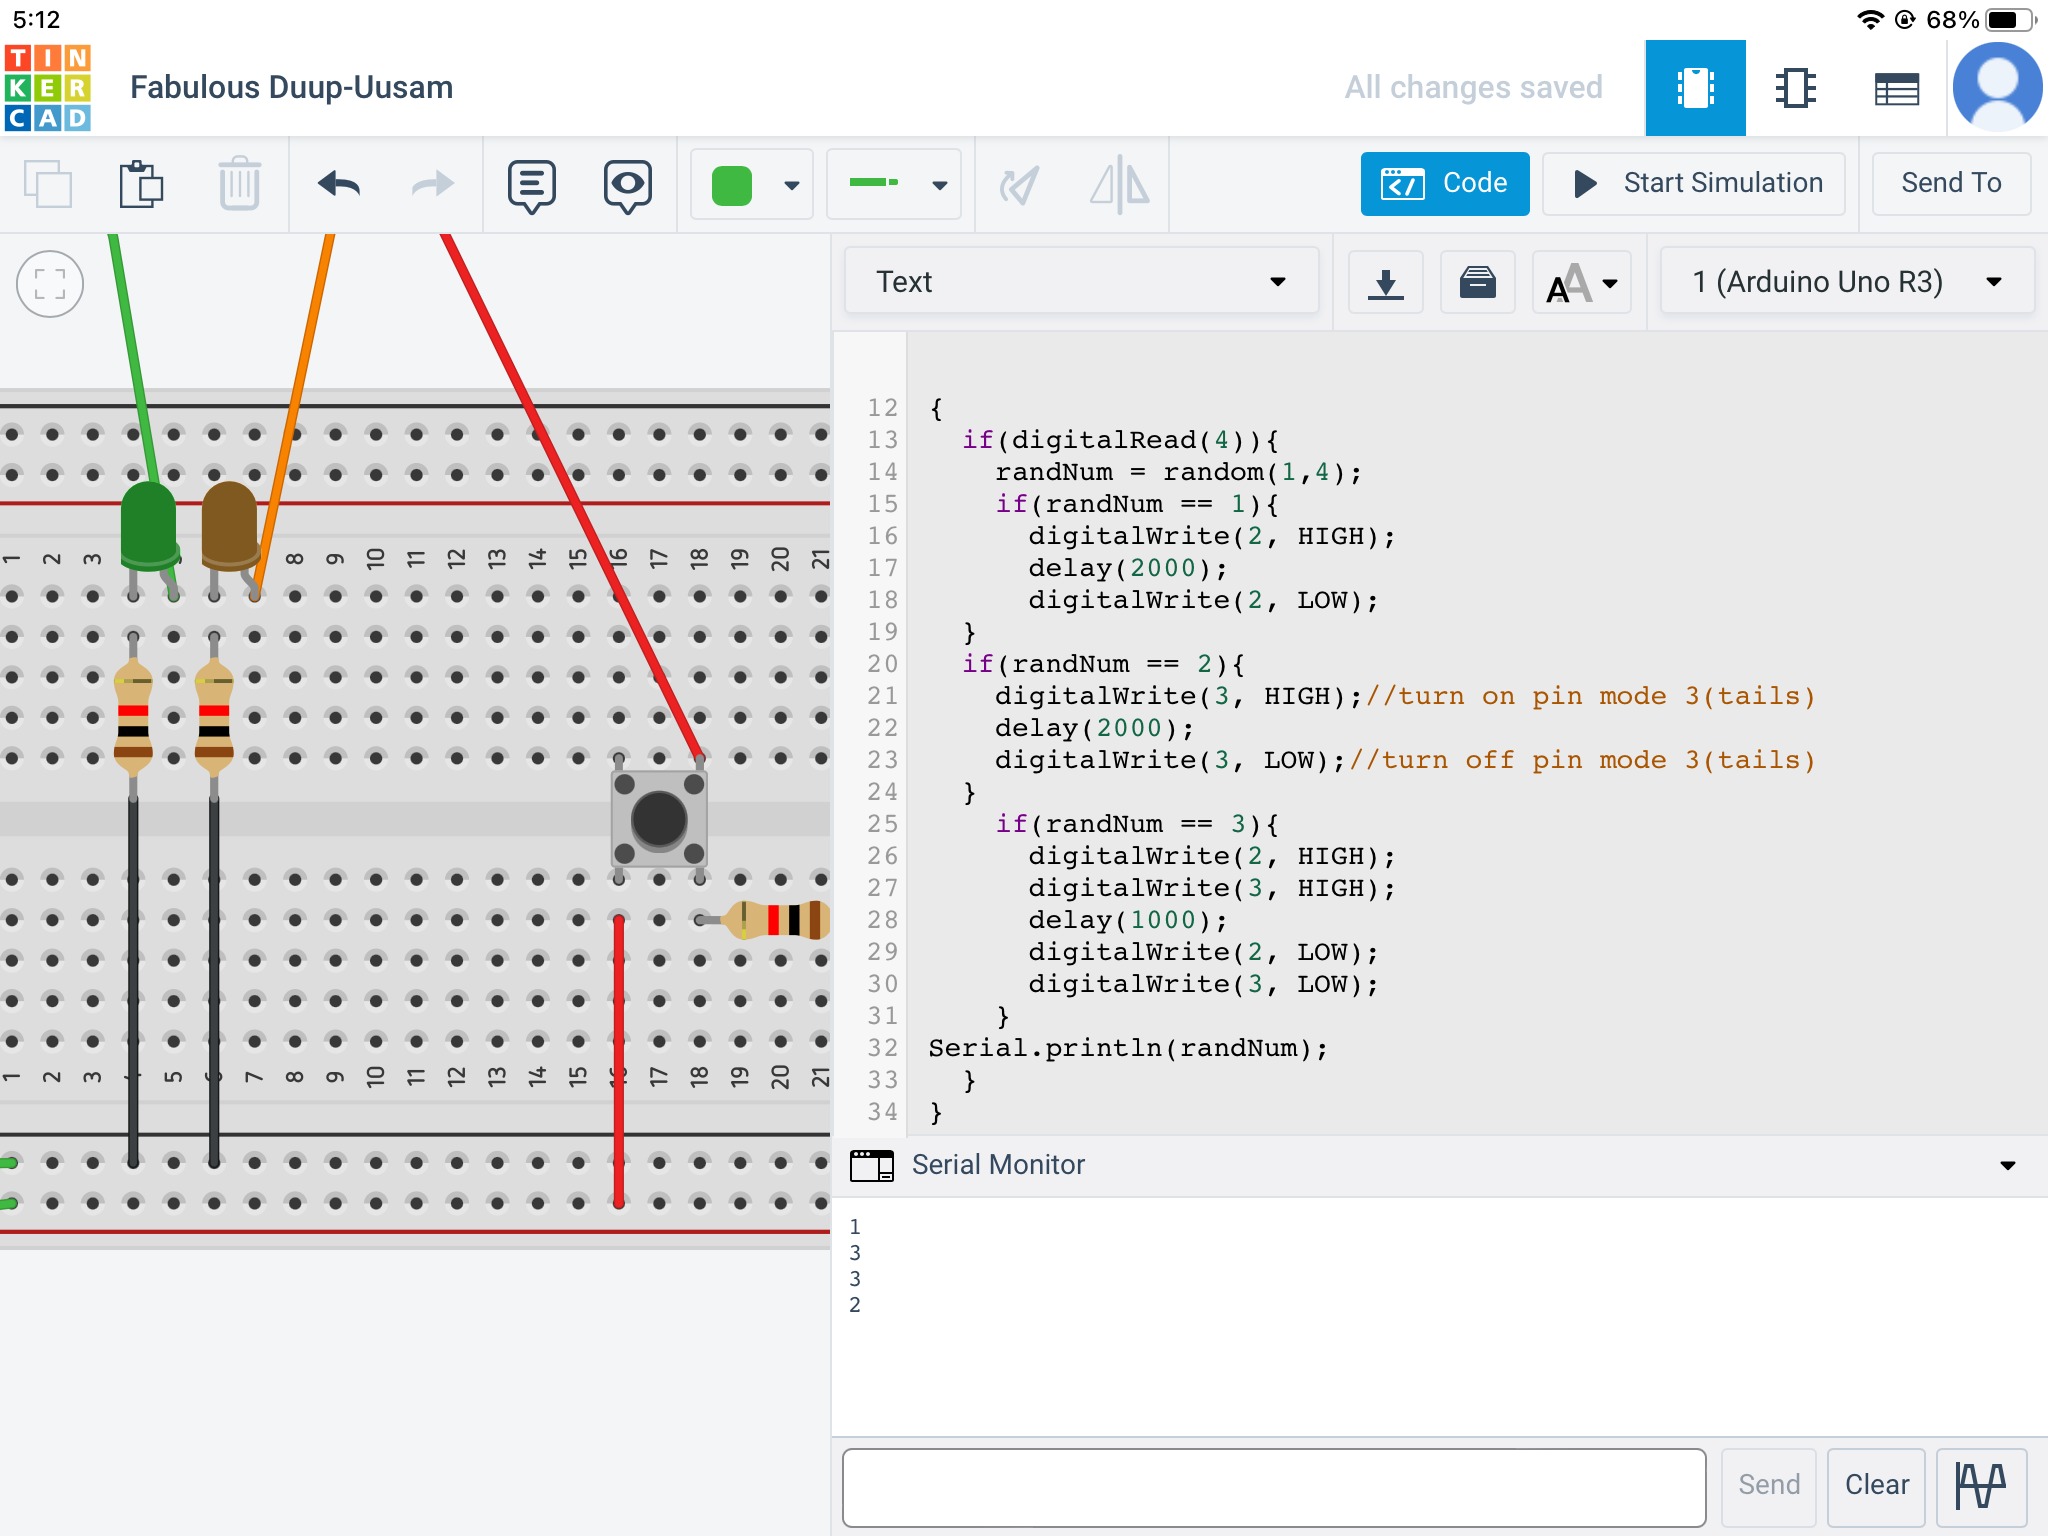 5:12
68%
TIN
KER
CAD
Fabulous Duup-Uusam
All changes saved
Code
Start Simulation
Send To
Text
1 (Arduino Uno R3)
12 {
13 if(digitalRead(4)){
14 randNum = random(1,4);
15 if(randNum == 1){
16 digitalWrite(2, HIGH);
17 delay(2000);
18 digitalWrite(2, LOW);
19 }
20 if(randNum == 2){
21 digitalWrite(3, HIGH);//turn on pin mode 3(tails)
22 delay(2000);
23 digitalWrite(3, LOW);//turn off pin mode 3(tails)
24 }
25 if(randNum == 3){
26 digitalWrite(2, HIGH);
27 digitalWrite(3, HIGH);
28 delay(1000);
29 digitalWrite(2, LOW);
30 digitalWrite(3, LOW);
31 }
32 Serial.println(randNum);
33 }
34 }
1 2 3 8 9 10 11 12 13 14 15 16 17 18 19 20 21
1 2 3 4 5 6 7 8 9 10 11 12 13 14 15 16 17 18 19 20 21
Serial Monitor
1
3
3
2
Send
Clear